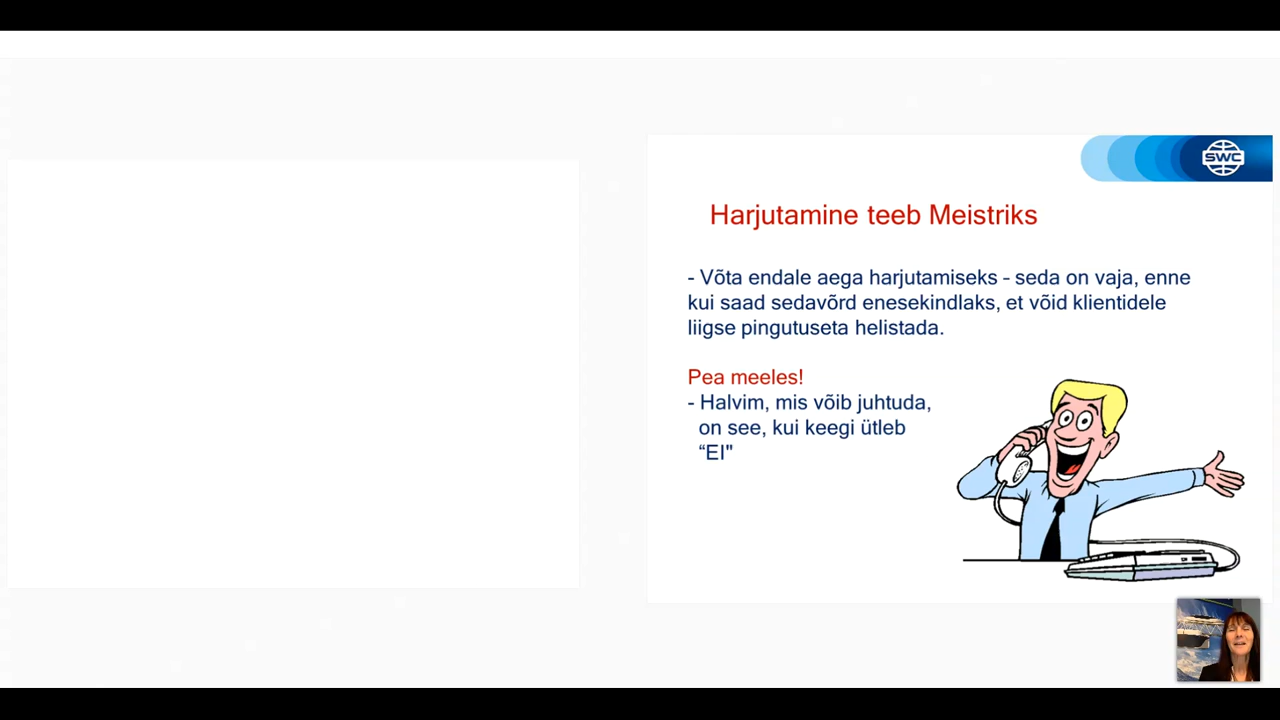 SWC
Harjutamine teeb Meistriks
- Võta endale aega harjutamiseks - seda on vaja, enne
kui saad sedavõrd enesekindlaks, et võid klientidele
liigse pingutuseta helistada.
Pea meeles!
- Halvim, mis võib juhtuda,
on see, kui keegi ütleb
“EI"